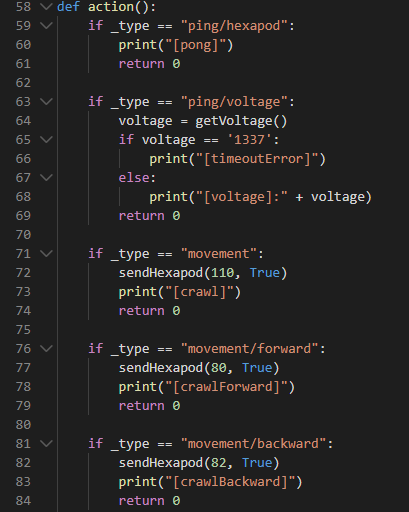 58 def action():
59     if _type == "ping/hexapod":
60         print("[pong]")
61         return 0
62
63     if _type == "ping/voltage":
64         voltage = getVoltage()
65         if voltage == '1337':
66             print("[timeoutError]")
67         else:
68             print("[voltage]:" + voltage)
69         return 0
70
71     if _type == "movement":
72         sendHexapod(110, True)
73         print("[crawl]")
74         return 0
75
76     if _type == "movement/forward":
77         sendHexapod(80, True)
78         print("[crawlForward]")
79         return 0
80
81     if _type == "movement/backward":
82         sendHexapod(82, True)
83         print("[crawlBackward]")
84         return 0